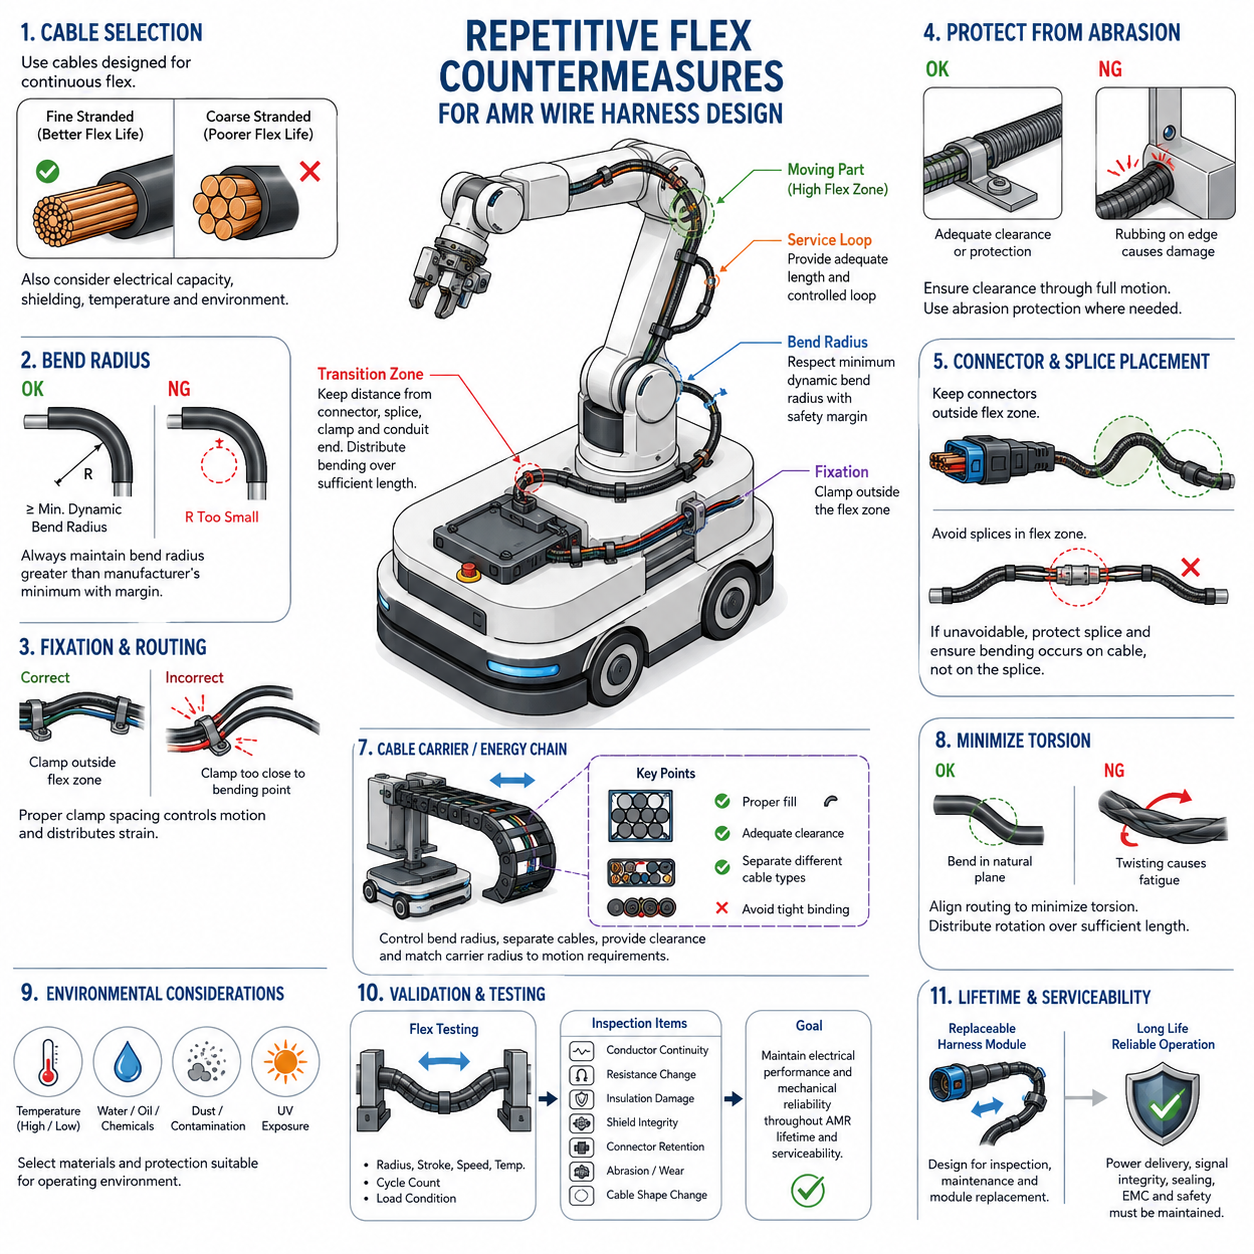 REPETITIVE FLEX
COUNTERMEASURES
FOR AMR WIRE HARNESS DESIGN
1. CABLE SELECTION
Use cables designed for
continuous flex.
Fine Stranded
(Better Flex Life)
Coarse Stranded
(Poorer Flex Life)
Also consider electrical capacity,
shielding, temperature and environment.
2. BEND RADIUS
OK
NG
R
≥ Min. Dynamic
Bend Radius
R Too Small
Always maintain bend radius
greater than manufacturer's
minimum with margin.
3. FIXATION & ROUTING
Correct
Incorrect
Clamp outside
flex zone
Clamp too close to
bending point
Proper clamp spacing controls motion
and distributes strain.
Moving Part
(High Flex Zone)
Service Loop
Provide adequate
length and
controlled loop
Bend Radius
Respect minimum
dynamic bend
radius with
safety margin
Transition Zone
Keep distance from
connector, splice,
clamp and conduit
end. Distribute
bending over
sufficient length.
Fixation
Clamp outside
the flex zone
4. PROTECT FROM ABRASION
OK
NG
Adequate clearance
or protection
Rubbing on edge
causes damage
Ensure clearance through full motion.
Use abrasion protection where needed.
5. CONNECTOR & SPLICE PLACEMENT
Keep connectors
outside flex zone.
Avoid splices in flex zone.
If unavoidable, protect splice and
ensure bending occurs on cable,
not on the splice.
7. CABLE CARRIER / ENERGY CHAIN
Key Points
Proper fill
Adequate clearance
Separate different
cable types
Avoid tight binding
Control bend radius, separate cables, provide clearance
and match carrier radius to motion requirements.
8. MINIMIZE TORSION
OK
NG
Bend in natural
plane
Twisting causes
fatigue
Align routing to minimize torsion.
Distribute rotation over sufficient length.
9. ENVIRONMENTAL CONSIDERATIONS
Temperature
(High / Low)
Water / Oil /
Chemicals
Dust /
Contamination
UV
Exposure
Select materials and protection suitable
for operating environment.
10. VALIDATION & TESTING
Flex Testing
• Radius, Stroke, Speed, Temp.
• Cycle Count
• Load Condition
Inspection Items
Conductor Continuity
Resistance Change
Insulation Damage
Shield Integrity
Connector Retention
Abrasion / Wear
Cable Shape Change
Goal
Maintain electrical
performance and
mechanical
reliability
throughout AMR
lifetime and
serviceability.
11. LIFETIME & SERVICEABILITY
Replaceable
Harness Module
Design for inspection,
maintenance and
module replacement.
Long Life
Reliable Operation
Power delivery, signal
integrity, sealing,
EMC and safety
must be maintained.